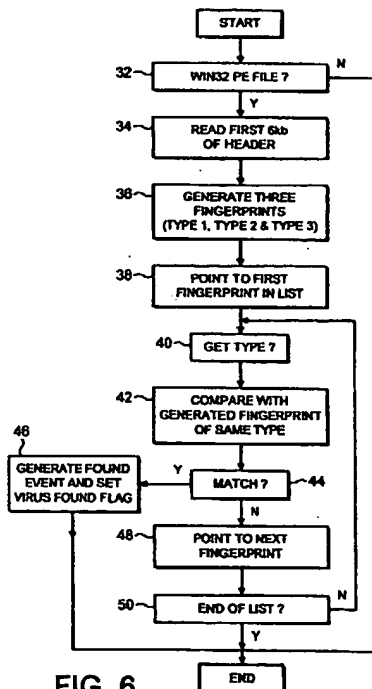 START
32
WIN32 PE FILE ?
N
Y
34
READ FIRST 6kb
OF HEADER
36
GENERATE THREE
FINGERPRINTS
(TYPE 1, TYPE 2 & TYPE 3)
38
POINT TO FIRST
FINGERPRINT IN LIST
40
GET TYPE ?
42
COMPARE WITH
GENERATED FINGERPRINT
OF SAME TYPE
46
GENERATE FOUND
EVENT AND SET
VIRUS FOUND FLAG
Y
MATCH ?
44
N
48
POINT TO NEXT
FINGERPRINT
50
END OF LIST ?
N
Y
FIG. 6
END